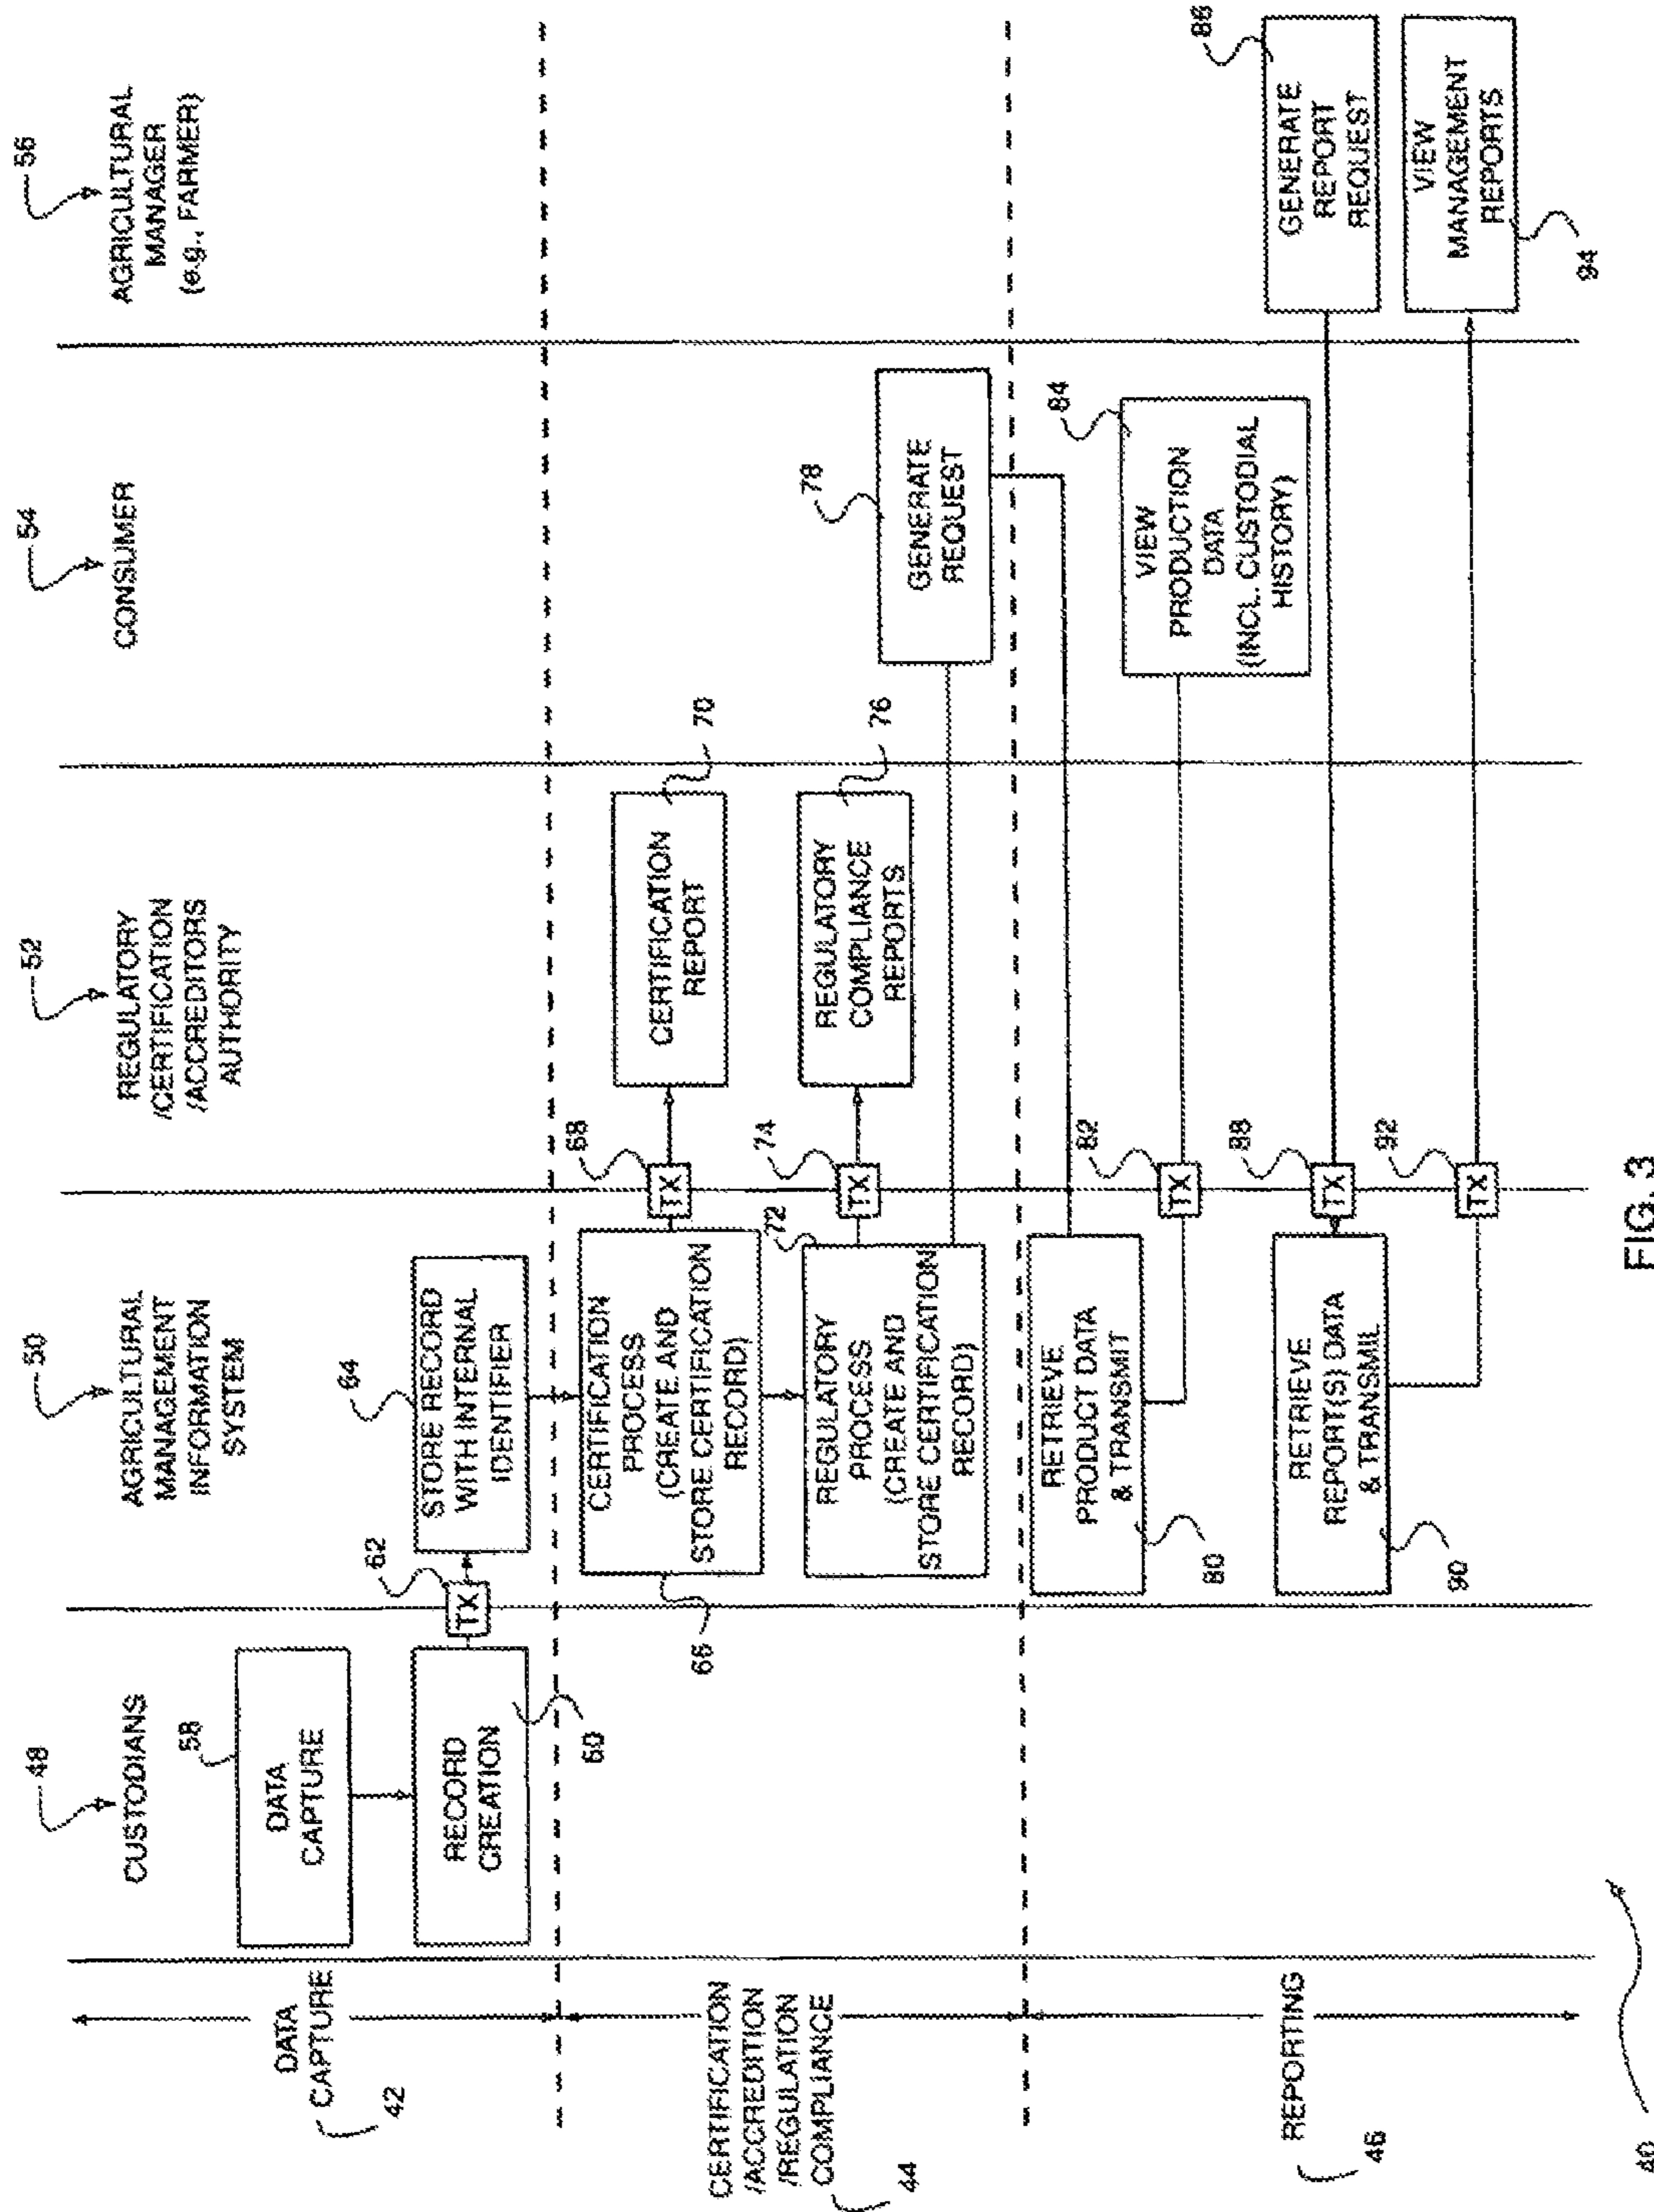 48
50
52
54
56
CUSTODIANS
AGRICULTURAL
MANAGEMENT
INFORMATION
SYSTEM
REGULATORY
/CERTIFICATION
/ACCREDITORS
AUTHORITY
CONSUMER
AGRICULTURAL
MANAGER
(e.g., FARMER)
DATA
CAPTURE
42
58
DATA
CAPTURE
RECORD
CREATION
60
62
TX
64
STORE RECORD
WITH INTERNAL
IDENTIFIER
CERTIFICATION
/ACCREDITION
/REGULATION
COMPLIANCE
44
66
CERTIFICATION
PROCESS
(CREATE AND
STORE CERTIFICATION
RECORD)
68
TX
CERTIFICATION
REPORT
70
72
REGULATORY
PROCESS
(CREATE AND
STORE CERTIFICATION
RECORD)
74
TX
REGULATORY
COMPLIANCE
REPORTS
76
78
GENERATE
REQUEST
REPORTING
46
RETRIEVE
PRODUCT DATA
& TRANSMIT
80
82
TX
84
VIEW
PRODUCTION
DATA
(INCL. CUSTODIAL
HISTORY)
86
GENERATE
REPORT
REQUEST
RETRIEVE
REPORT(S) DATA
& TRANSMIL
90
88
TX
92
TX
VIEW
MANAGEMENT
REPORTS
94
40
FIG. 3